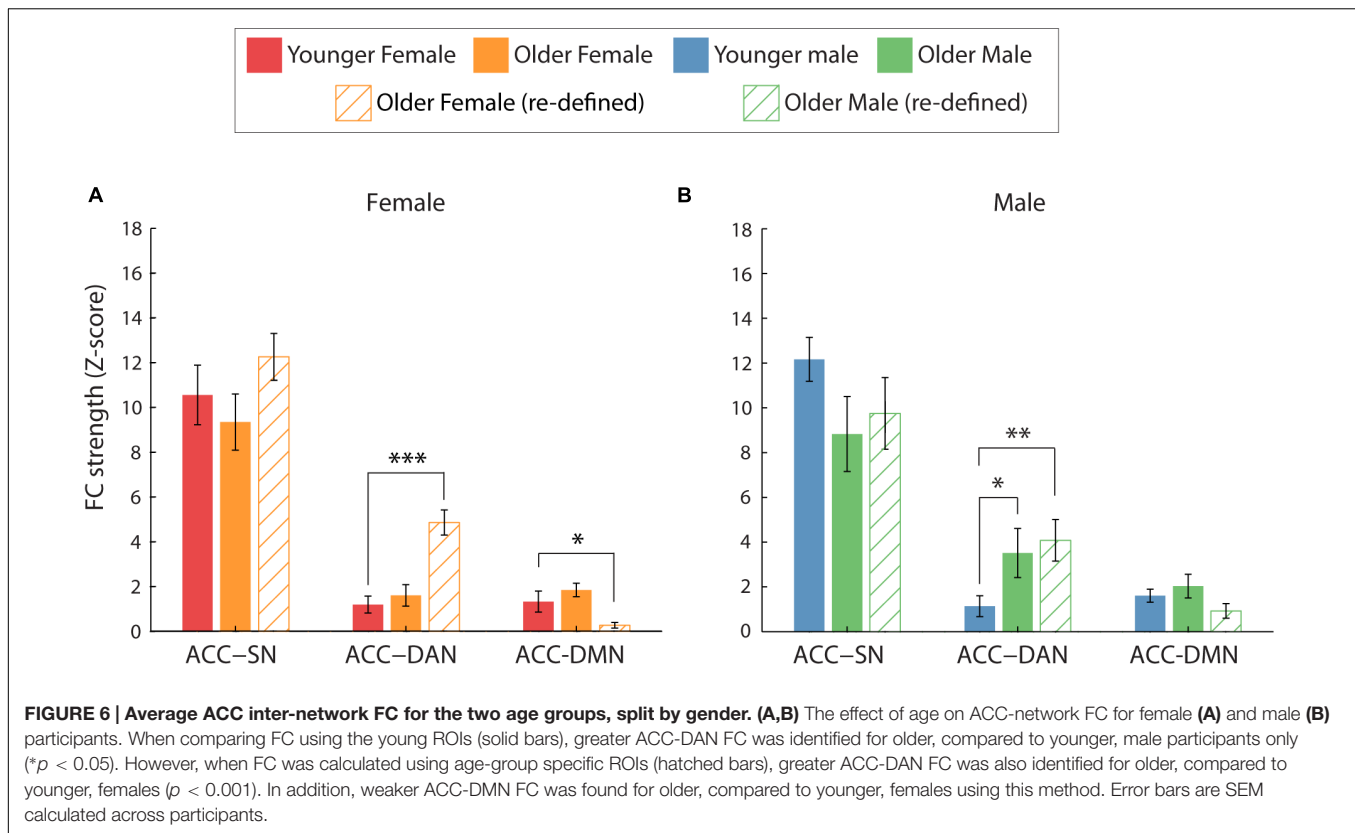 Younger Female Older Female Younger male Older Male
Older Female (re-defined) Older Male (re-defined)
A
Female
18
16
14
12
10
8
6
4
2
0
FC strength (Z-score)
***
*
ACC–SN ACC–DAN ACC-DMN
B
Male
18
16
14
12
10
8
6
4
2
0
**
*
ACC–SN ACC–DAN ACC-DMN
FIGURE 6 | Average ACC inter-network FC for the two age groups, split by gender. (A,B) The effect of age on ACC-network FC for female (A) and male (B)
participants. When comparing FC using the young ROIs (solid bars), greater ACC-DAN FC was identified for older, compared to younger, male participants only
(*p < 0.05). However, when FC was calculated using age-group specific ROIs (hatched bars), greater ACC-DAN FC was also identified for older, compared to
younger, females (p < 0.001). In addition, weaker ACC-DMN FC was found for older, compared to younger, females using this method. Error bars are SEM
calculated across participants.